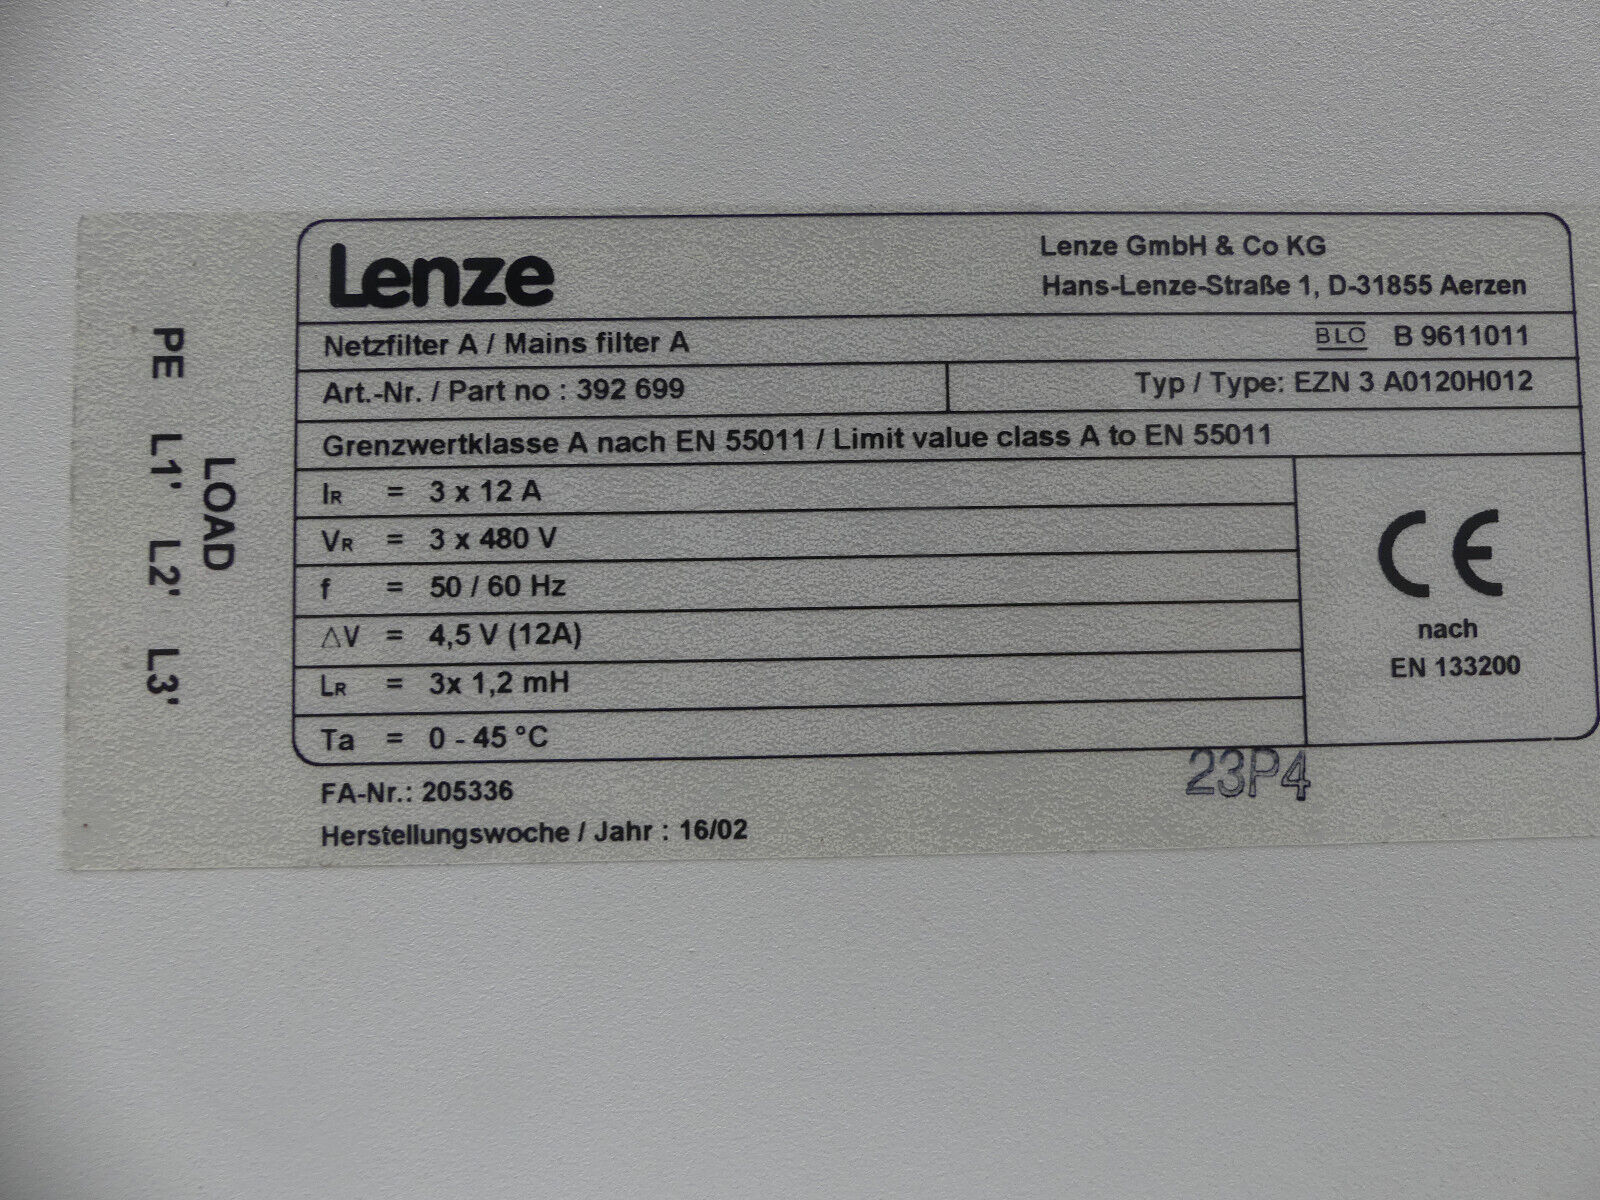 Lenze
Lenze GmbH & Co KG
Hans-Lenze-Straße 1, D-31855 Aerzen
Netzfilter A / Mains filter A
BLO B 9611011
Art.-Nr. / Part no : 392 699
Typ / Type: EZN 3 A0120H012
Grenzwertklasse A nach EN 55011 / Limit value class A to EN 55011
IR = 3 x 12 A
VR = 3 x 480 V
f = 50 / 60 Hz
△V = 4,5 V (12A)
LR = 3x 1,2 mH
Ta = 0 - 45 °C
CE
nach
EN 133200
FA-Nr.: 205336
Herstellungswoche / Jahr : 16/02
23P4
LOAD
PE L1' L2' L3'